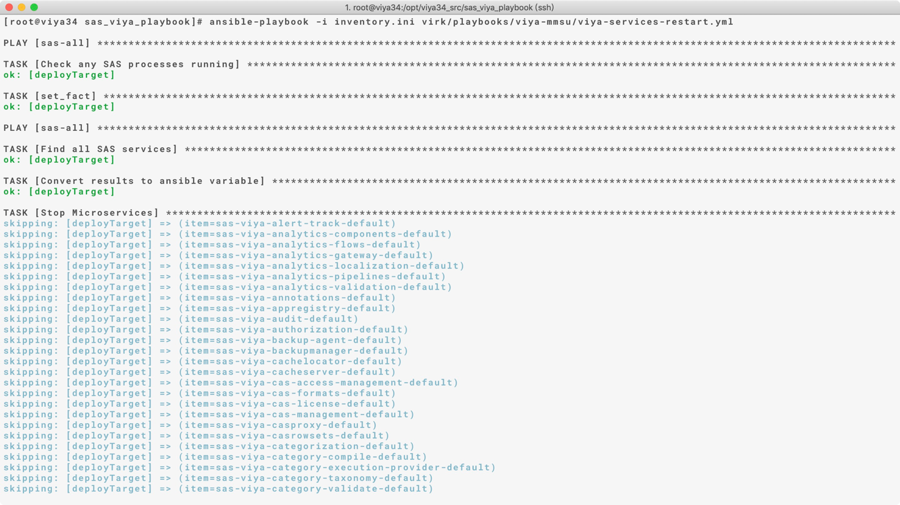 1. root@viya34:/opt/viya34_src/sas_viya_playbook (ssh)
[root@viya34 sas_viya_playbook]# ansible-playbook -i inventory.ini virk/playbooks/viya-mmsu/viya-services-restart.yml
PLAY [sas-all] *******************************************************************************************************************************
TASK [Check any SAS processes running] *******************************************************************************************************
ok: [deployTarget]
TASK [set_fact] ******************************************************************************************************************************
ok: [deployTarget]
PLAY [sas-all] *******************************************************************************************************************************
TASK [Find all SAS services] *****************************************************************************************************************
ok: [deployTarget]
TASK [Convert results to ansible variable] ***************************************************************************************************
ok: [deployTarget]
TASK [Stop Microservices] ********************************************************************************************************************
skipping: [deployTarget] => (item=sas-viya-alert-track-default)
skipping: [deployTarget] => (item=sas-viya-analytics-components-default)
skipping: [deployTarget] => (item=sas-viya-analytics-flows-default)
skipping: [deployTarget] => (item=sas-viya-analytics-gateway-default)
skipping: [deployTarget] => (item=sas-viya-analytics-localization-default)
skipping: [deployTarget] => (item=sas-viya-analytics-pipelines-default)
skipping: [deployTarget] => (item=sas-viya-analytics-validation-default)
skipping: [deployTarget] => (item=sas-viya-annotations-default)
skipping: [deployTarget] => (item=sas-viya-appregistry-default)
skipping: [deployTarget] => (item=sas-viya-audit-default)
skipping: [deployTarget] => (item=sas-viya-authorization-default)
skipping: [deployTarget] => (item=sas-viya-backup-agent-default)
skipping: [deployTarget] => (item=sas-viya-backupmanager-default)
skipping: [deployTarget] => (item=sas-viya-cachelocator-default)
skipping: [deployTarget] => (item=sas-viya-cacheserver-default)
skipping: [deployTarget] => (item=sas-viya-cas-access-management-default)
skipping: [deployTarget] => (item=sas-viya-cas-formats-default)
skipping: [deployTarget] => (item=sas-viya-cas-license-default)
skipping: [deployTarget] => (item=sas-viya-cas-management-default)
skipping: [deployTarget] => (item=sas-viya-casproxy-default)
skipping: [deployTarget] => (item=sas-viya-casrowsets-default)
skipping: [deployTarget] => (item=sas-viya-categorization-default)
skipping: [deployTarget] => (item=sas-viya-category-compile-default)
skipping: [deployTarget] => (item=sas-viya-category-execution-provider-default)
skipping: [deployTarget] => (item=sas-viya-category-taxonomy-default)
skipping: [deployTarget] => (item=sas-viya-category-validate-default)